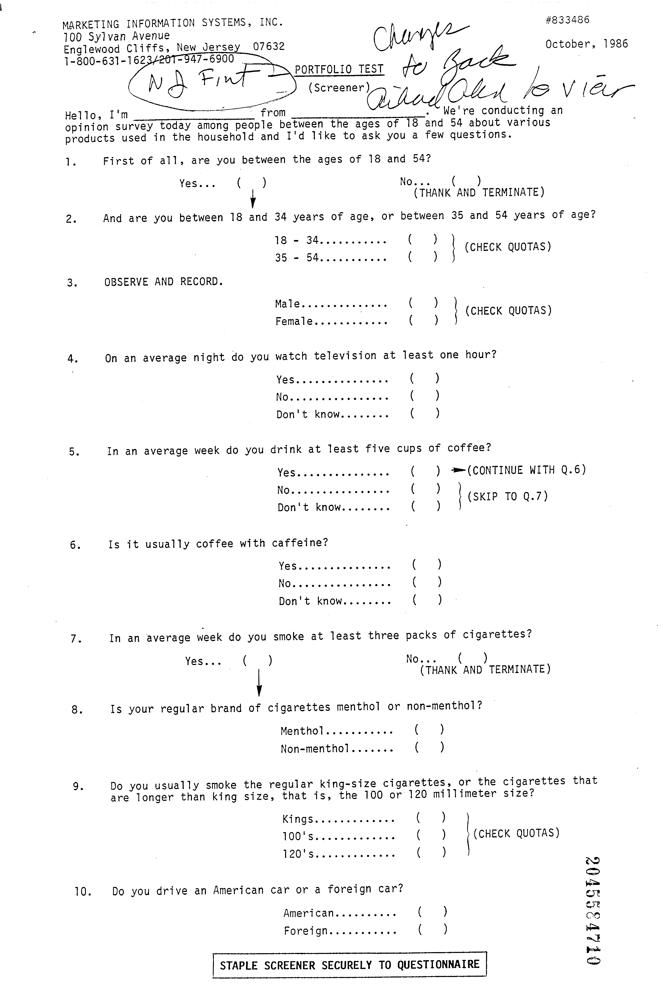 MARKETING INFORMATION SYSTEMS, INC.
100 Sylvan Avenue
Englewood Cliffs, New Jersey 07632
1-800-631-1623/201-947-6900
#833486
October, 1986
Changes
to Back
to
NJ
PORTFOLIO TEST
(Screener)
Hello, I'm ____________ from ____________. We're conducting an
opinion survey today among people between the ages of 18 and 54 about various
products used in the household and I'd like to ask you a few questions.
1. First of all, are you between the ages of 18 and 54?
Yes... ( ) No... ( )
(THANK AND TERMINATE)
2. And are you between 18 and 34 years of age, or between 35 and 54 years of age?
18 - 34........... ( )
35 - 54........... ( )
(CHECK QUOTAS)
3. OBSERVE AND RECORD.
Male.............. ( )
Female............ ( )
(CHECK QUOTAS)
4. On an average night do you watch television at least one hour?
Yes............... ( )
No................ ( )
Don't know........ ( )
5. In an average week do you drink at least five cups of coffee?
Yes............... ( ) (CONTINUE WITH Q.6)
No................ ( )
Don't know........ ( )
(SKIP TO Q.7)
6. Is it usually coffee with caffeine?
Yes............... ( )
No................ ( )
Don't know........ ( )
7. In an average week do you smoke at least three packs of cigarettes?
Yes... ( ) No... ( )
(THANK AND TERMINATE)
8. Is your regular brand of cigarettes menthol or non-menthol?
Menthol........... ( )
Non-menthol....... ( )
9. Do you usually smoke the regular king-size cigarettes, or the cigarettes that
are longer than king size, that is, the 100 or 120 millimeter size?
Kings............. ( )
100's............. ( )
120's............. ( )
(CHECK QUOTAS)
10. Do you drive an American car or a foreign car?
American.......... ( )
Foreign........... ( )
STAPLE SCREENER SECURELY TO QUESTIONNAIRE
2045584710